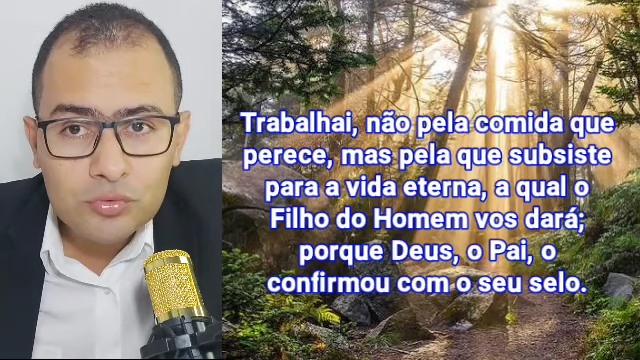 Trabalhai, não pela comida que
perece, mas pela que subsiste
para a vida eterna, a qual o
Filho do Homem vos dará;
porque Deus, o Pai, o
confirmou com o seu selo.